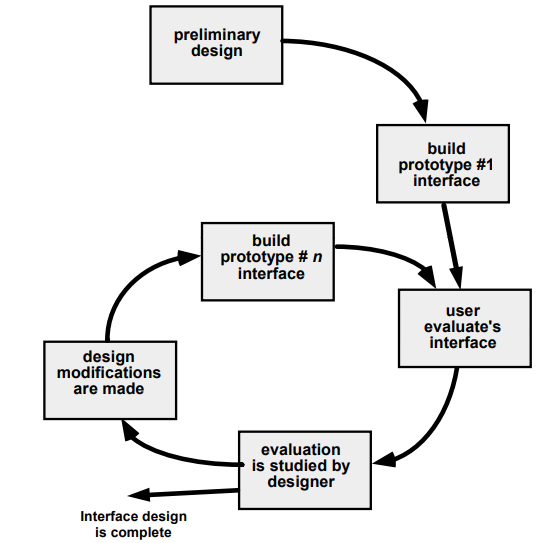 preliminary
design
build
prototype #1
interface
build
prototype # n
interface
user
evaluate's
interface
design
modifications
are made
evaluation
is studied by
designer
Interface design
is complete